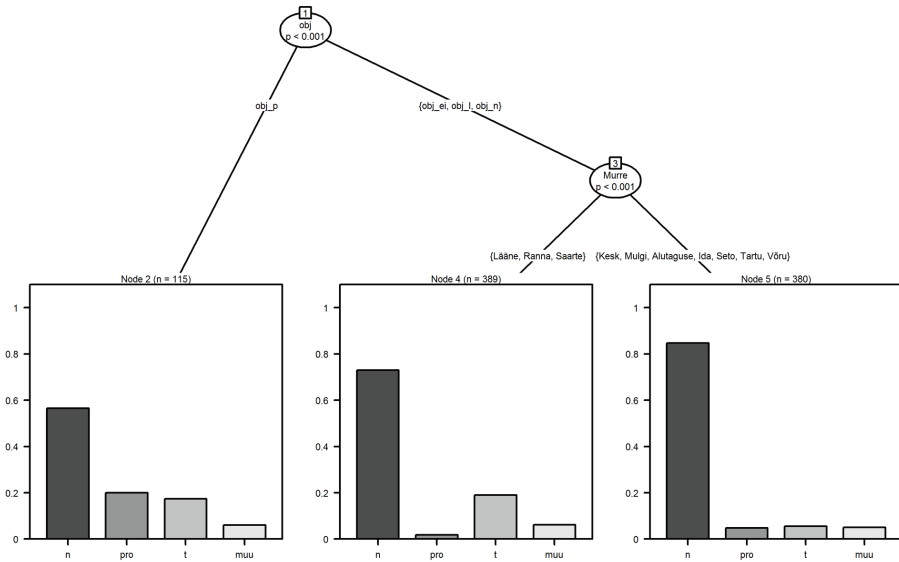 1
obj
p < 0.001
obj_p
{obj_ei, obj_l, obj_n}
3
Murre
p < 0.001
{Lääne, Ranna, Saarte}
{Kesk, Mulgi, Alutaguse, Ida, Seto, Tartu, Võru}
Node 2 (n = 115)
1
0.8
0.6
0.4
0.2
0
n pro t muu
Node 4 (n = 389)
1
0.8
0.6
0.4
0.2
0
n pro t muu
Node 5 (n = 380)
1
0.8
0.6
0.4
0.2
0
n pro t muu